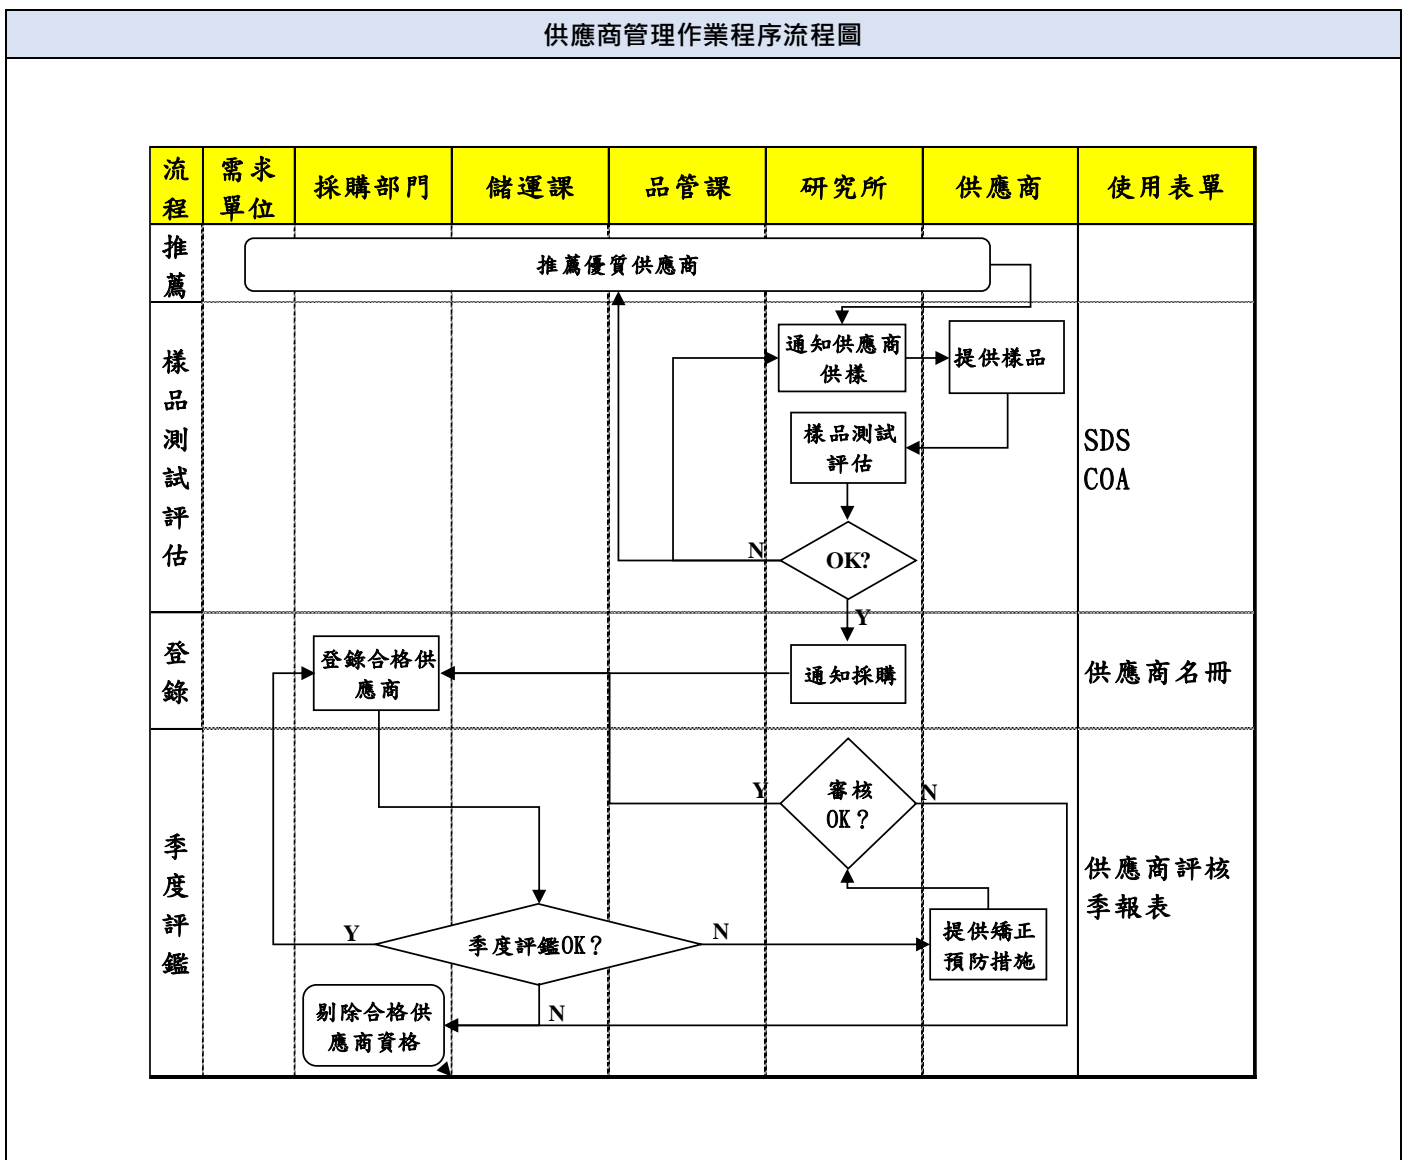 供應商管理作業程序流程圖
流程
需求單位
採購部門
儲運課
品管課
研究所
供應商
使用表單
推薦
推薦優質供應商
樣品測試評估
通知供應商
供樣
提供樣品
樣品測試
評估
SDS
COA
N
OK?
Y
登錄
登錄合格供
應商
通知採購
供應商名冊
季度評鑑
Y
審核
OK？
N
供應商評核
季報表
Y
季度評鑑OK？
N
提供矯正
預防措施
剔除合格供
應商資格
N